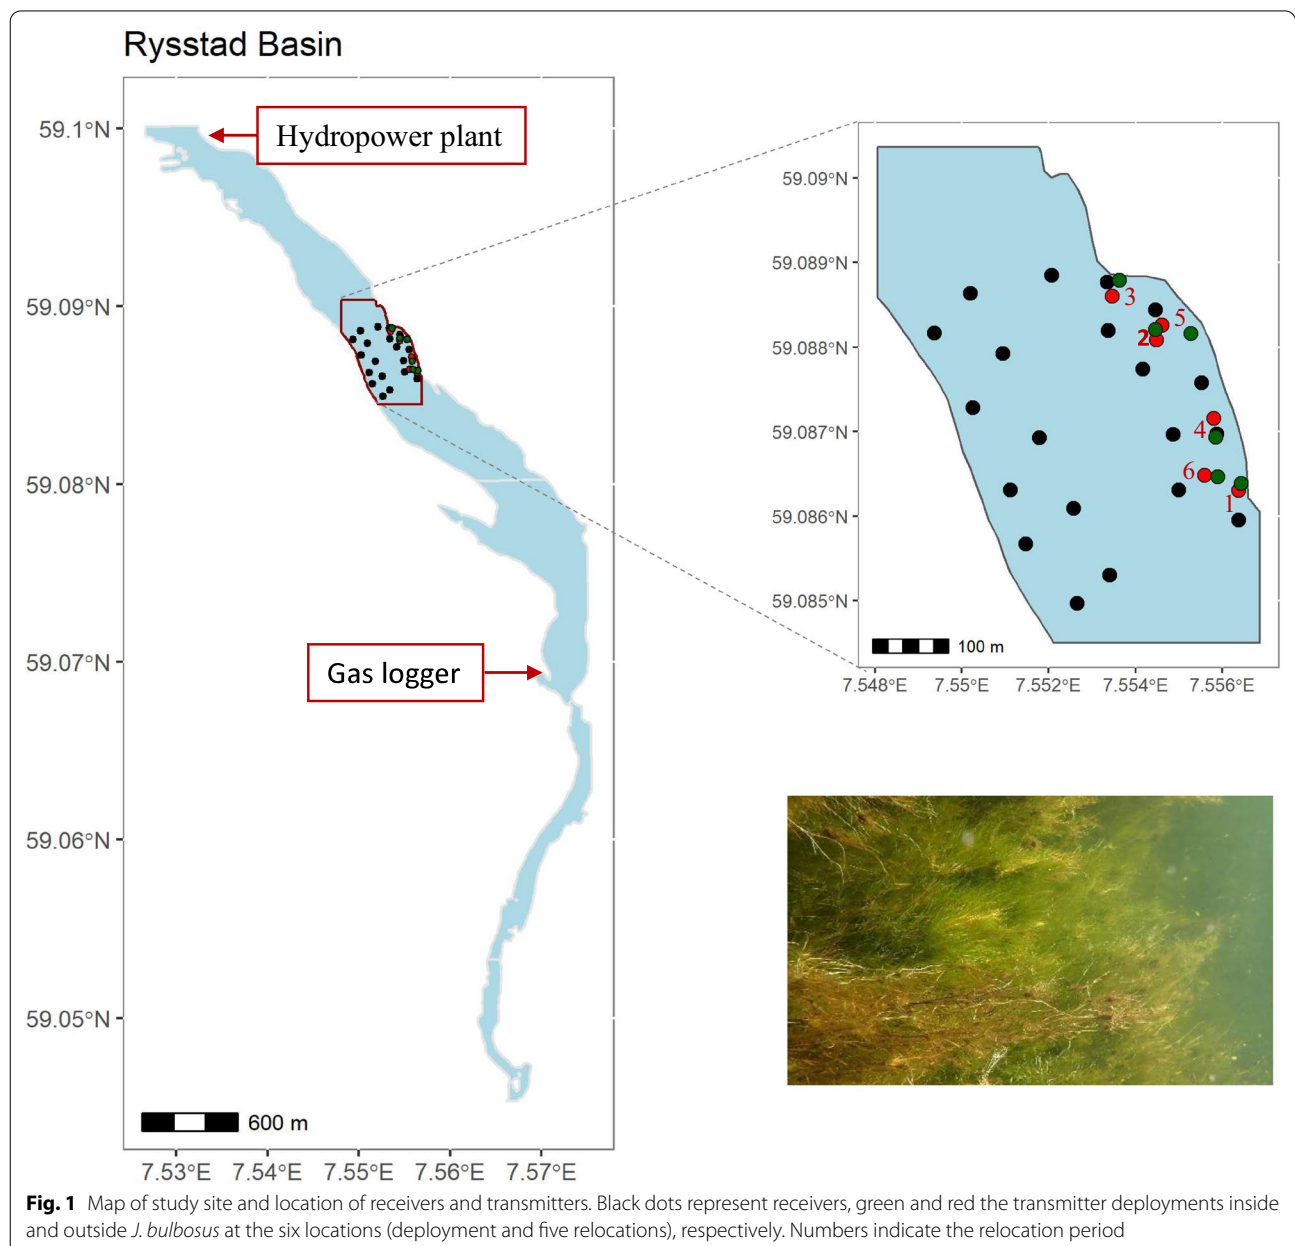 Rysstad Basin
59.1°N
Hydropower plant
59.09°N
59.08°N
59.07°N
Gas logger
59.06°N
59.05°N
600 m
7.53°E 7.54°E 7.55°E 7.56°E 7.57°E
59.09°N
59.089°N
3
5
59.088°N
2
59.087°N
4
6
1
59.086°N
59.085°N
100 m
7.548°E 7.55°E 7.552°E 7.554°E 7.556°E
Fig. 1 Map of study site and location of receivers and transmitters. Black dots represent receivers, green and red the transmitter deployments inside
and outside J. bulbosus at the six locations (deployment and five relocations), respectively. Numbers indicate the relocation period